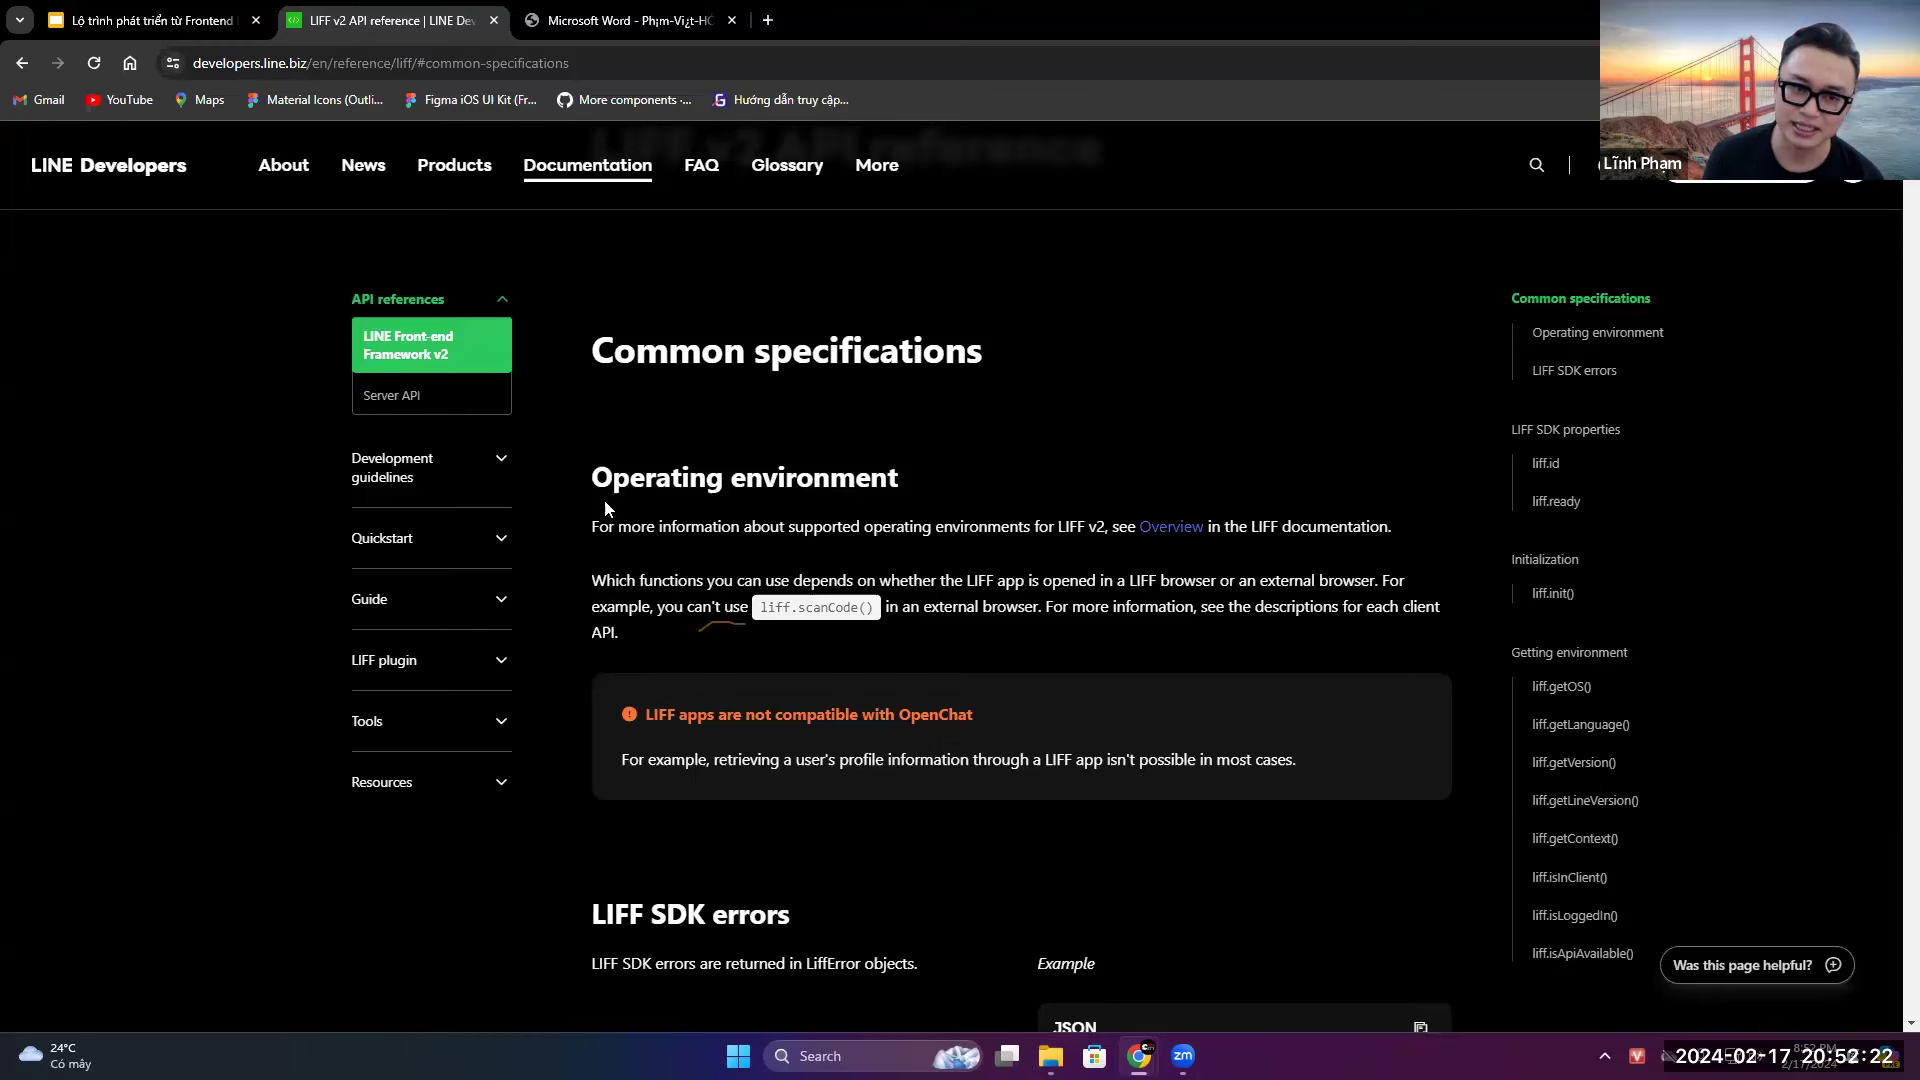 Lộ trình phát triển từ Frontend
LIFF v2 API reference | LINE Dev
Microsoft Word - Ph¡m-Vi¿t-HÓ
developers.line.biz/en/reference/liff/#common-specifications
Gmail
YouTube
Maps
Material Icons (Outli...
Figma iOS UI Kit (Fr...
More components ·...
Hướng dẫn truy cập...
LIFF v2 API reference
LINE Developers
About
News
Products
Documentation
FAQ
Glossary
More
Lĩnh Phạm
API references
LINE Front-end
Framework v2
Server API
Development
guidelines
Quickstart
Guide
LIFF plugin
Tools
Resources
Common specifications
Operating environment
For more information about supported operating environments for LIFF v2, see Overview in the LIFF documentation.
Which functions you can use depends on whether the LIFF app is opened in a LIFF browser or an external browser. For
example, you can't use liff.scanCode() in an external browser. For more information, see the descriptions for each client
API.
LIFF apps are not compatible with OpenChat
For example, retrieving a user's profile information through a LIFF app isn't possible in most cases.
LIFF SDK errors
LIFF SDK errors are returned in LiffError objects.
Example
JSON
Common specifications
Operating environment
LIFF SDK errors
LIFF SDK properties
liff.id
liff.ready
Initialization
liff.init()
Getting environment
liff.getOS()
liff.getLanguage()
liff.getVersion()
liff.getLineVersion()
liff.getContext()
liff.isInClient()
liff.isLoggedIn()
liff.isApiAvailable()
Was this page helpful?
24°C
Có mây
Search
zm
V
2024-02-17 20:52:22